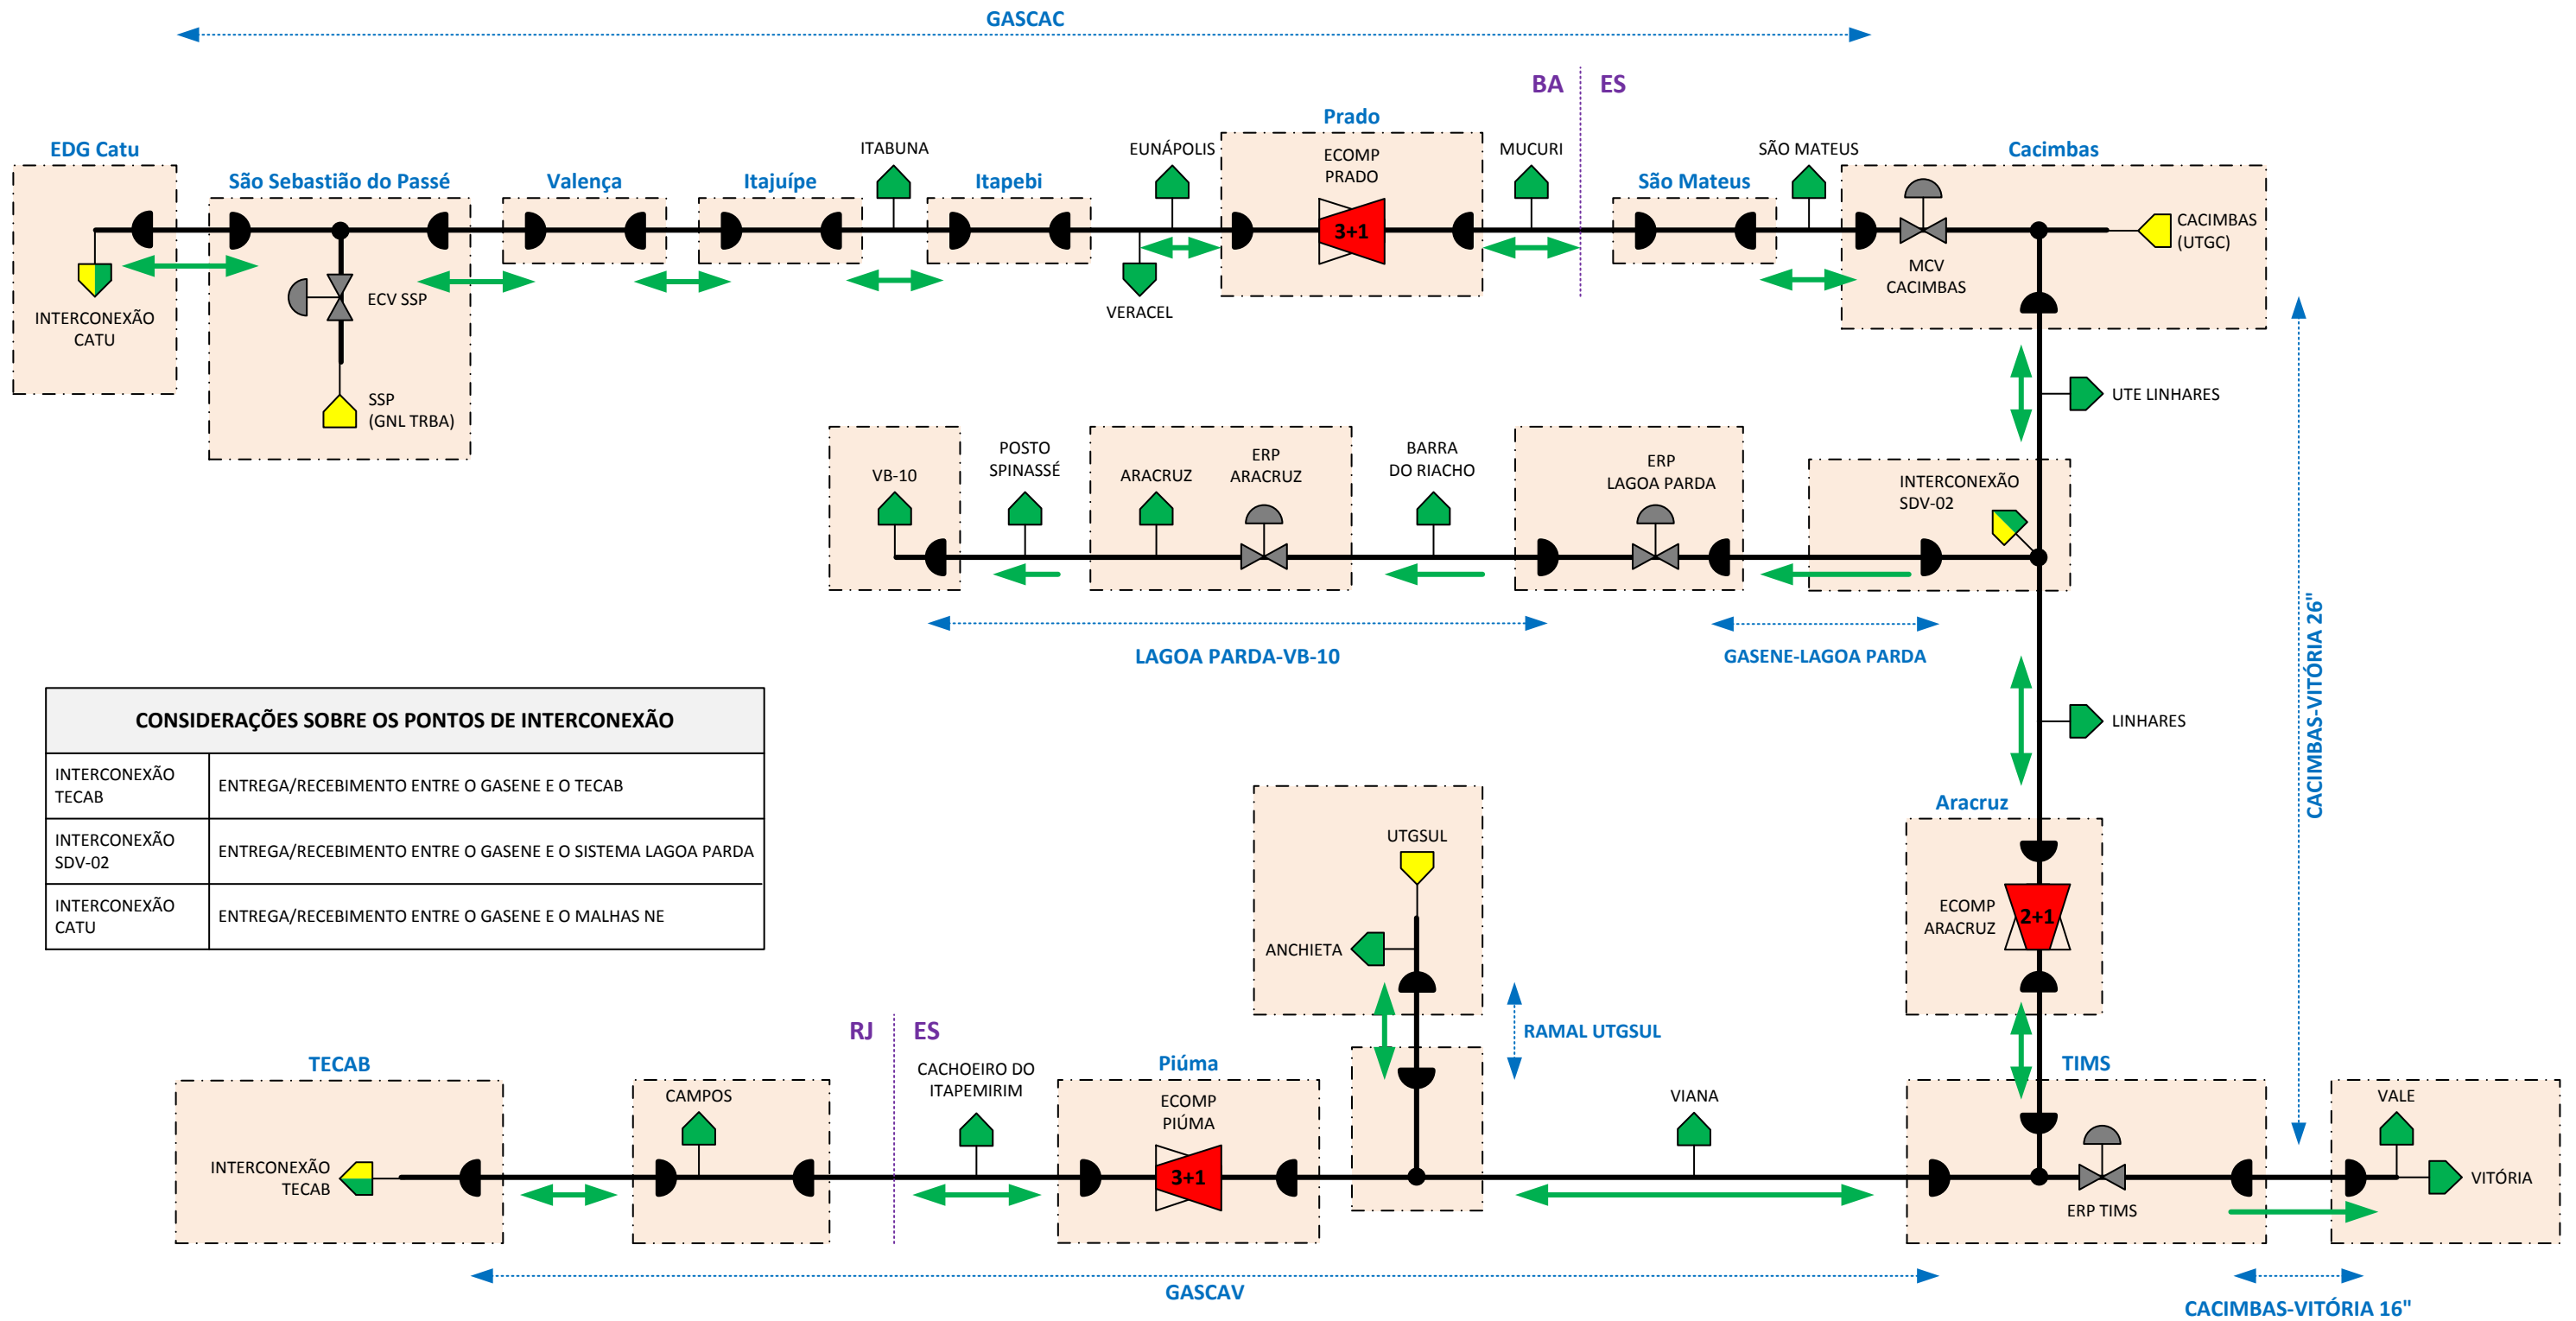 GASCAC
BA
ES
Prado
EDG Catu
ITABUNA
EUNÁPOLIS
ECOMP
PRADO
MUCURI
SÃO MATEUS
Cacimbas
São Sebastião do Passé
Valença
Itajuípe
Itapebi
São Mateus
3+1
CACIMBAS
(UTGC)
MCV
CACIMBAS
ECV SSP
INTERCONEXÃO
CATU
VERACEL
SSP
(GNL TRBA)
UTE LINHARES
VB-10
POSTO
SPINASSÉ
ARACRUZ
ERP
ARACRUZ
BARRA
DO RIACHO
ERP
LAGOA PARDA
INTERCONEXÃO
SDV-02
LAGOA PARDA-VB-10
GASENE-LAGOA PARDA
CACIMBAS-VITÓRIA 26"
LINHARES
CONSIDERAÇÕES SOBRE OS PONTOS DE INTERCONEXÃO
INTERCONEXÃO
TECAB
ENTREGA/RECEBIMENTO ENTRE O GASENE E O TECAB
INTERCONEXÃO
SDV-02
ENTREGA/RECEBIMENTO ENTRE O GASENE E O SISTEMA LAGOA PARDA
INTERCONEXÃO
CATU
ENTREGA/RECEBIMENTO ENTRE O GASENE E O MALHAS NE
Aracruz
ECOMP
ARACRUZ
2+1
UTGSUL
ANCHIETA
RAMAL UTGSUL
RJ
ES
TECAB
CAMPOS
CACHOEIRO DO
ITAPEMIRIM
Piúma
ECOMP
PIÚMA
VIANA
TIMS
VALE
INTERCONEXÃO
TECAB
3+1
VITÓRIA
ERP TIMS
GASCAV
CACIMBAS-VITÓRIA 16"